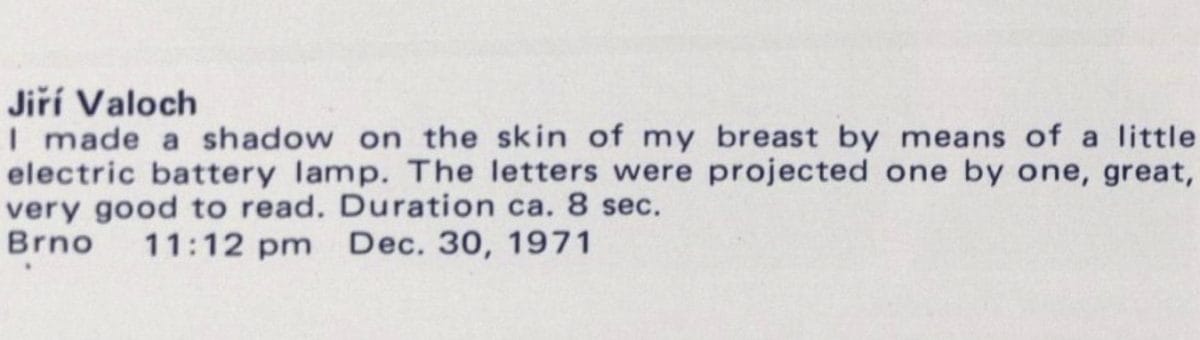 Jiří Valoch
I made a shadow on the skin of my breast by means of a little
electric battery lamp. The letters were projected one by one, great,
very good to read. Duration ca. 8 sec.
Brno 11:12 pm Dec. 30, 1971